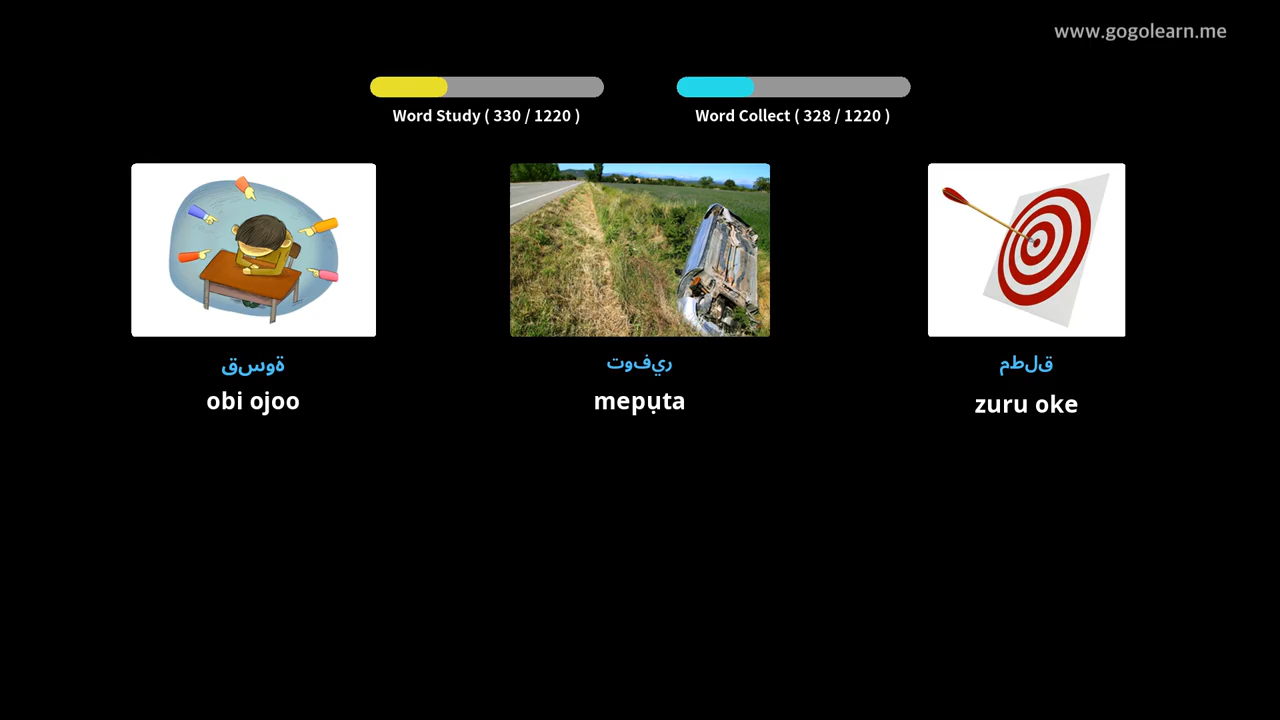 www.gogolearn.me
Word Study ( 330 / 1220 )
Word Collect ( 328 / 1220 )
ةوسق
ريفوت
قلطم
obi ojoo
mepụta
zuru oke